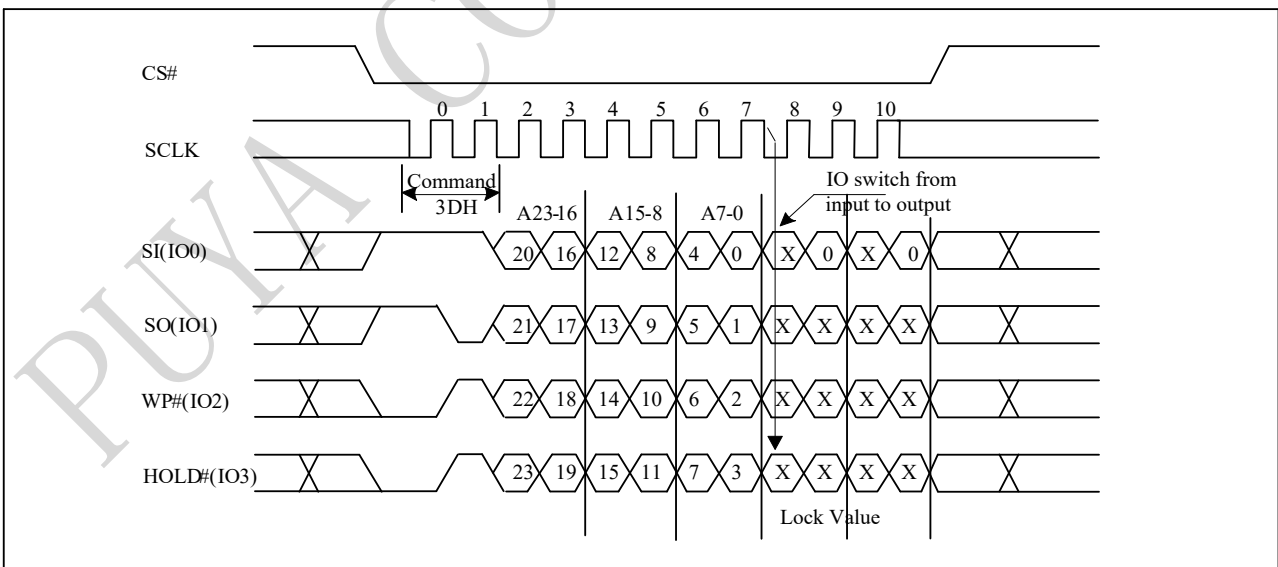 CS#
0 1 2 3 4 5 6 7 8 9 10
SCLK
Command
3DH
IO switch from
input to output
A23-16 A15-8 A7-0
SI(IO0) 20 16 12 8 4 0 X 0 X 0
SO(IO1) 21 17 13 9 5 1 X X X X
WP#(IO2) 22 18 14 10 6 2 X X X X
HOLD#(IO3) 23 19 15 11 7 3 X X X X
Lock Value
PUYA CO